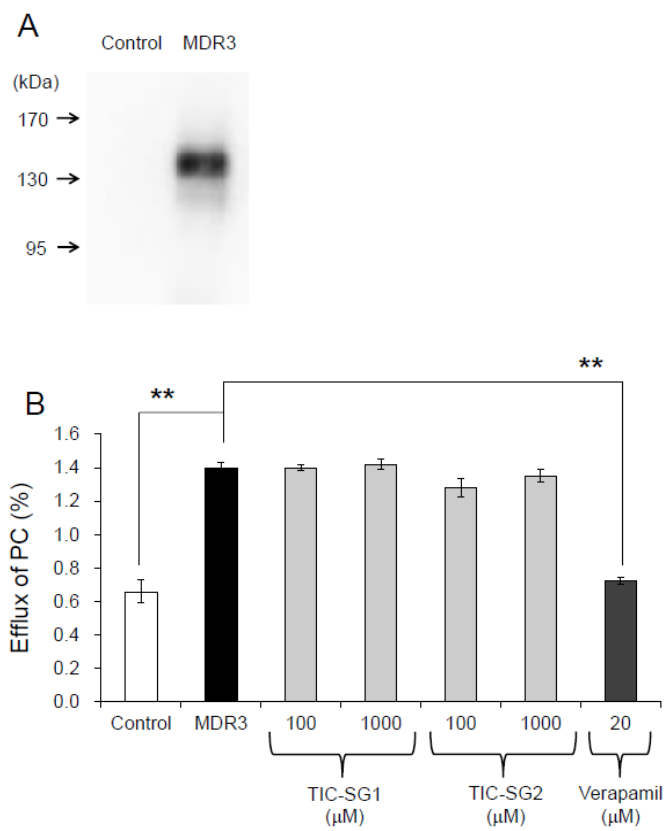 A
Control MDR3
(kDa)
170
130
95
B
**
**
Efflux of PC (%)
1.6
1.4
1.2
1.0
0.8
0.6
0.4
0.2
0.0
Control MDR3 100 1000 100 1000 20
TIC-SG1 TIC-SG2 Verapamil
(μM) (μM) (μM)